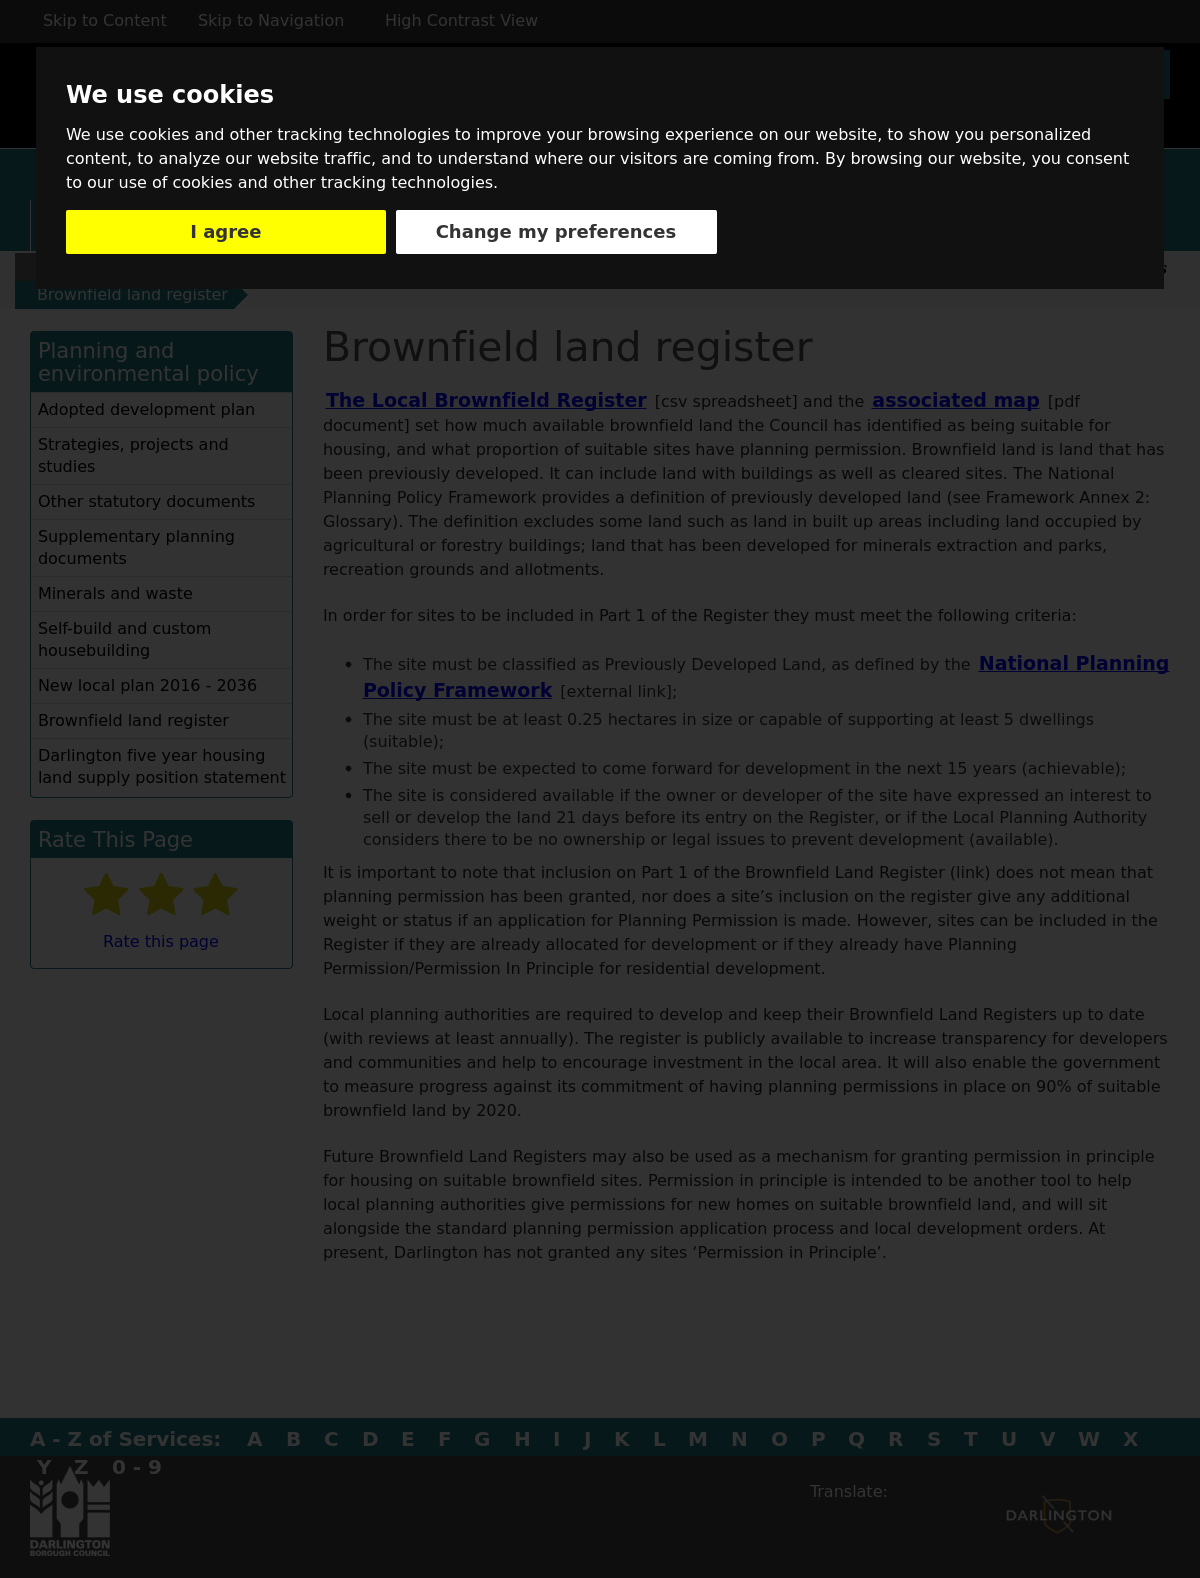 Skip to Content Skip to Navigation High Contrast View
We use cookies
We use cookies and other tracking technologies to improve your browsing experience on our website, to show you personalized
content, to analyze our website traffic, and to understand where our visitors are coming from. By browsing our website, you consent
to our use of cookies and other tracking technologies.
I agree Change my preferences
Brownfield land register
Planning and
environmental policy
Adopted development plan
Strategies, projects and
studies
Other statutory documents
Supplementary planning
documents
Minerals and waste
Self-build and custom
housebuilding
New local plan 2016 - 2036
Brownfield land register
Darlington five year housing
land supply position statement
Rate This Page
Rate this page
Brownfield land register
The Local Brownfield Register [csv spreadsheet] and the associated map [pdf
document] set how much available brownfield land the Council has identified as being suitable for
housing, and what proportion of suitable sites have planning permission. Brownfield land is land that has
been previously developed. It can include land with buildings as well as cleared sites. The National
Planning Policy Framework provides a definition of previously developed land (see Framework Annex 2:
Glossary). The definition excludes some land such as land in built up areas including land occupied by
agricultural or forestry buildings; land that has been developed for minerals extraction and parks,
recreation grounds and allotments.
In order for sites to be included in Part 1 of the Register they must meet the following criteria:
• The site must be classified as Previously Developed Land, as defined by the National Planning
Policy Framework [external link];
• The site must be at least 0.25 hectares in size or capable of supporting at least 5 dwellings
(suitable);
• The site must be expected to come forward for development in the next 15 years (achievable);
• The site is considered available if the owner or developer of the site have expressed an interest to
sell or develop the land 21 days before its entry on the Register, or if the Local Planning Authority
considers there to be no ownership or legal issues to prevent development (available).
It is important to note that inclusion on Part 1 of the Brownfield Land Register (link) does not mean that
planning permission has been granted, nor does a site’s inclusion on the register give any additional
weight or status if an application for Planning Permission is made. However, sites can be included in the
Register if they are already allocated for development or if they already have Planning
Permission/Permission In Principle for residential development.
Local planning authorities are required to develop and keep their Brownfield Land Registers up to date
(with reviews at least annually). The register is publicly available to increase transparency for developers
and communities and help to encourage investment in the local area. It will also enable the government
to measure progress against its commitment of having planning permissions in place on 90% of suitable
brownfield land by 2020.
Future Brownfield Land Registers may also be used as a mechanism for granting permission in principle
for housing on suitable brownfield sites. Permission in principle is intended to be another tool to help
local planning authorities give permissions for new homes on suitable brownfield land, and will sit
alongside the standard planning permission application process and local development orders. At
present, Darlington has not granted any sites ‘Permission in Principle’.
A - Z of Services: A B C D E F G H I J K L M N O P Q R S T U V W X
Y Z 0 - 9
Translate:
DARLINGTON
DARLINGTON
BOROUGH COUNCIL